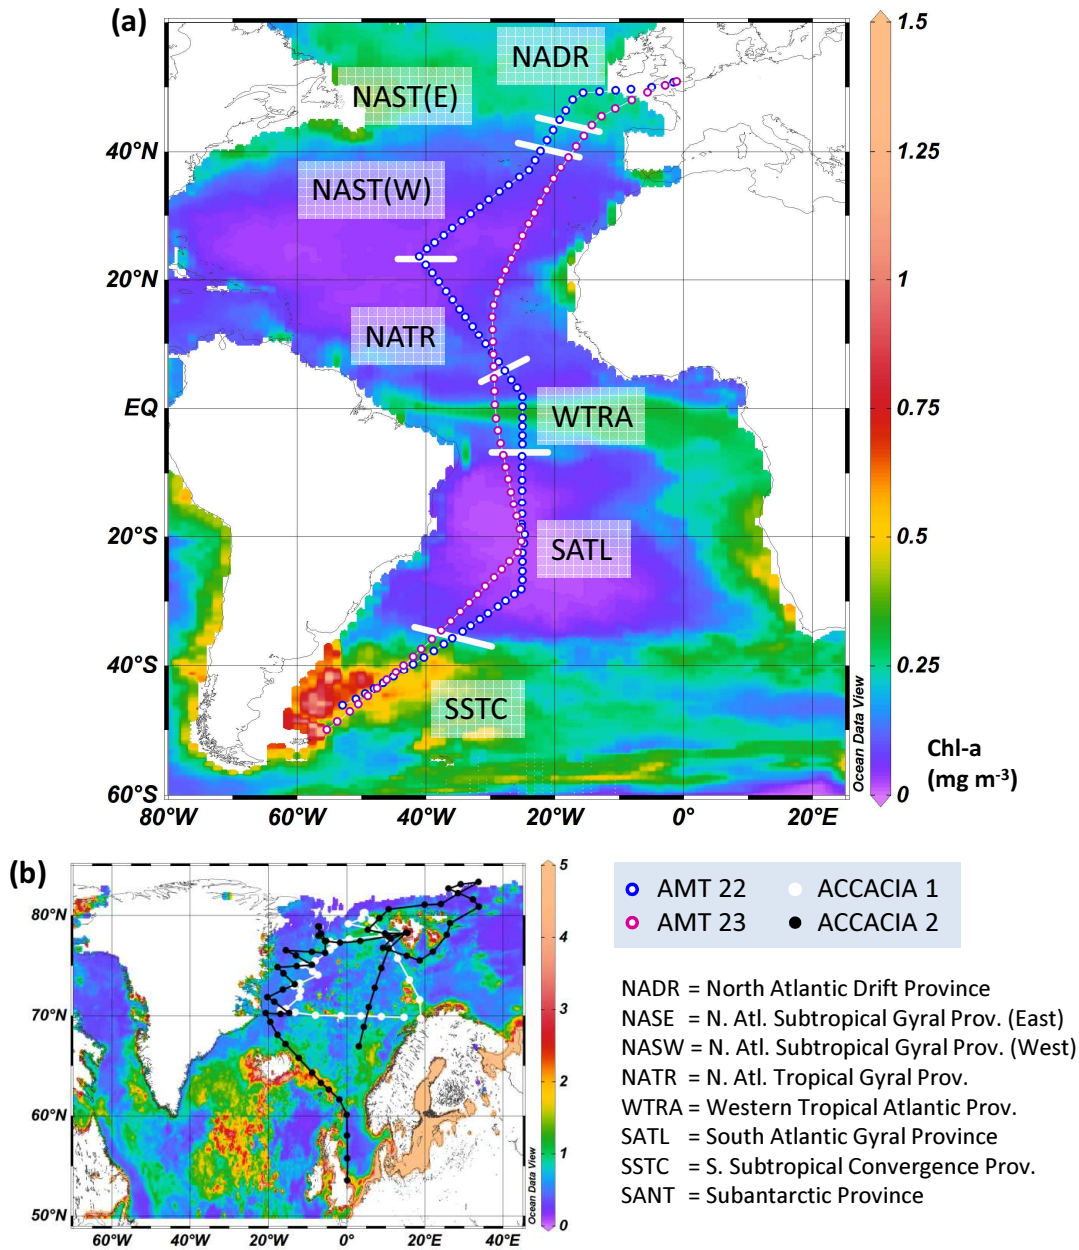 (a)
NADR
NAST(E)
NAST(W)
NATR
WTRA
SATL
SSTC
40°N
20°N
EQ
20°S
40°S
60°S
80°W
60°W
40°W
20°W
0°
20°E
Ocean Data View
1.5
1.25
1
0.75
0.5
0.25
0
Chl-a
(mg m-3)
(b)
80°N
70°N
60°N
50°N
60°W
40°W
20°W
0°
20°E
40°E
Ocean Data View
5
4
3
2
1
0
AMT 22
ACCACIA 1
AMT 23
ACCACIA 2
NADR = North Atlantic Drift Province
NASE = N. Atl. Subtropical Gyral Prov. (East)
NASW = N. Atl. Subtropical Gyral Prov. (West)
NATR = N. Atl. Tropical Gyral Prov.
WTRA = Western Tropical Atlantic Prov.
SATL = South Atlantic Gyral Province
SSTC = S. Subtropical Convergence Prov.
SANT = Subantarctic Province